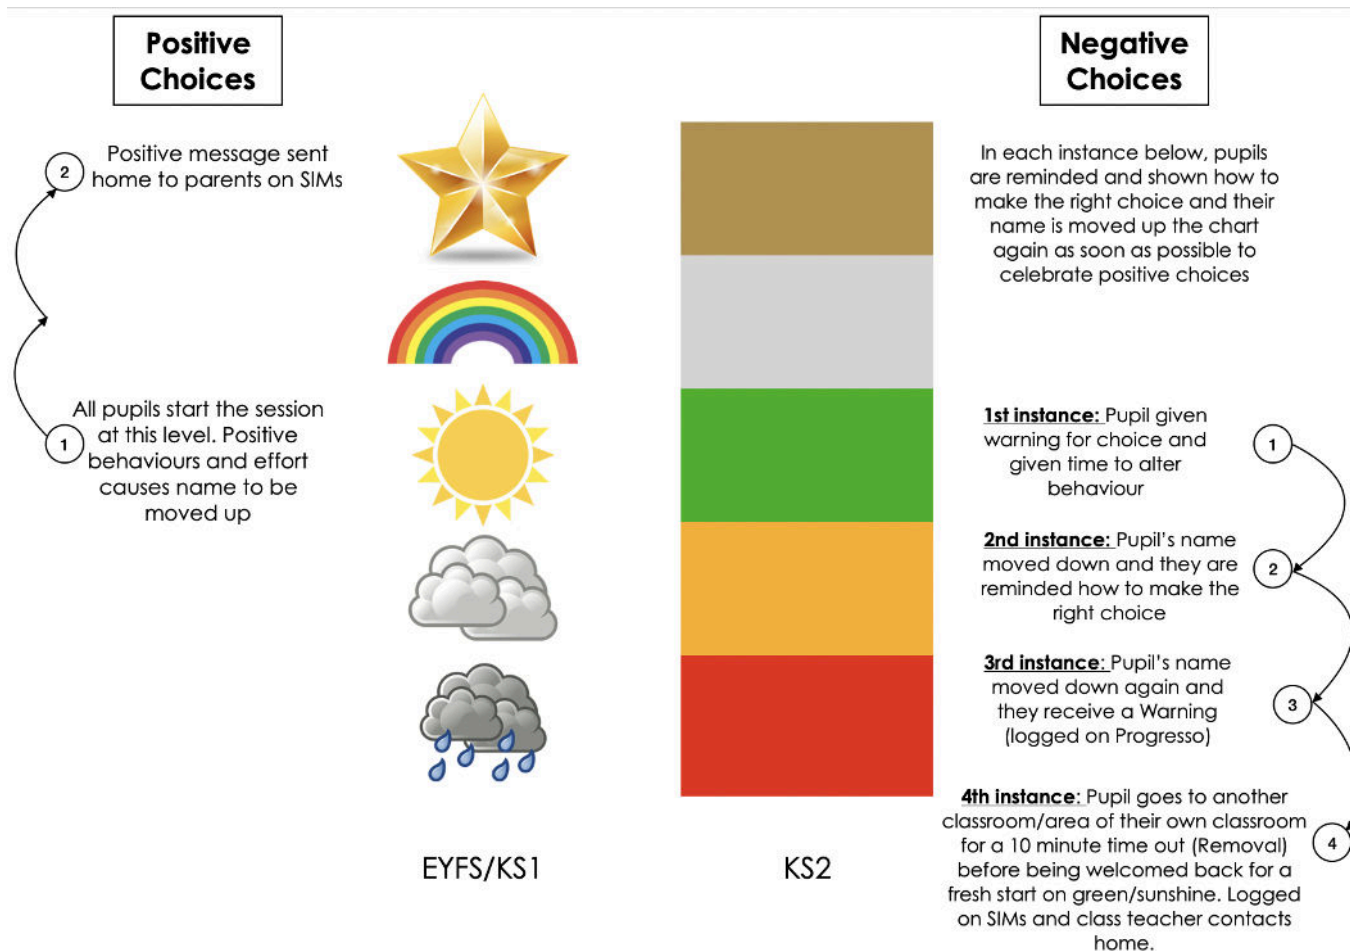 Positive
Choices
2
Positive message sent
home to parents on SIMs
1
All pupils start the session
at this level. Positive
behaviours and effort
causes name to be
moved up
EYFS/KS1
KS2
Negative
Choices
In each instance below, pupils
are reminded and shown how to
make the right choice and their
name is moved up the chart
again as soon as possible to
celebrate positive choices
1st instance: Pupil given
warning for choice and
given time to alter
behaviour
1
2nd instance: Pupil's name
moved down and they are
reminded how to make the
right choice
2
3rd instance: Pupil's name
moved down again and
they receive a Warning
(logged on Progresso)
3
4th instance: Pupil goes to another
classroom/area of their own classroom
for a 10 minute time out (Removal)
before being welcomed back for a
fresh start on green/sunshine. Logged
on SIMs and class teacher contacts
home.
4